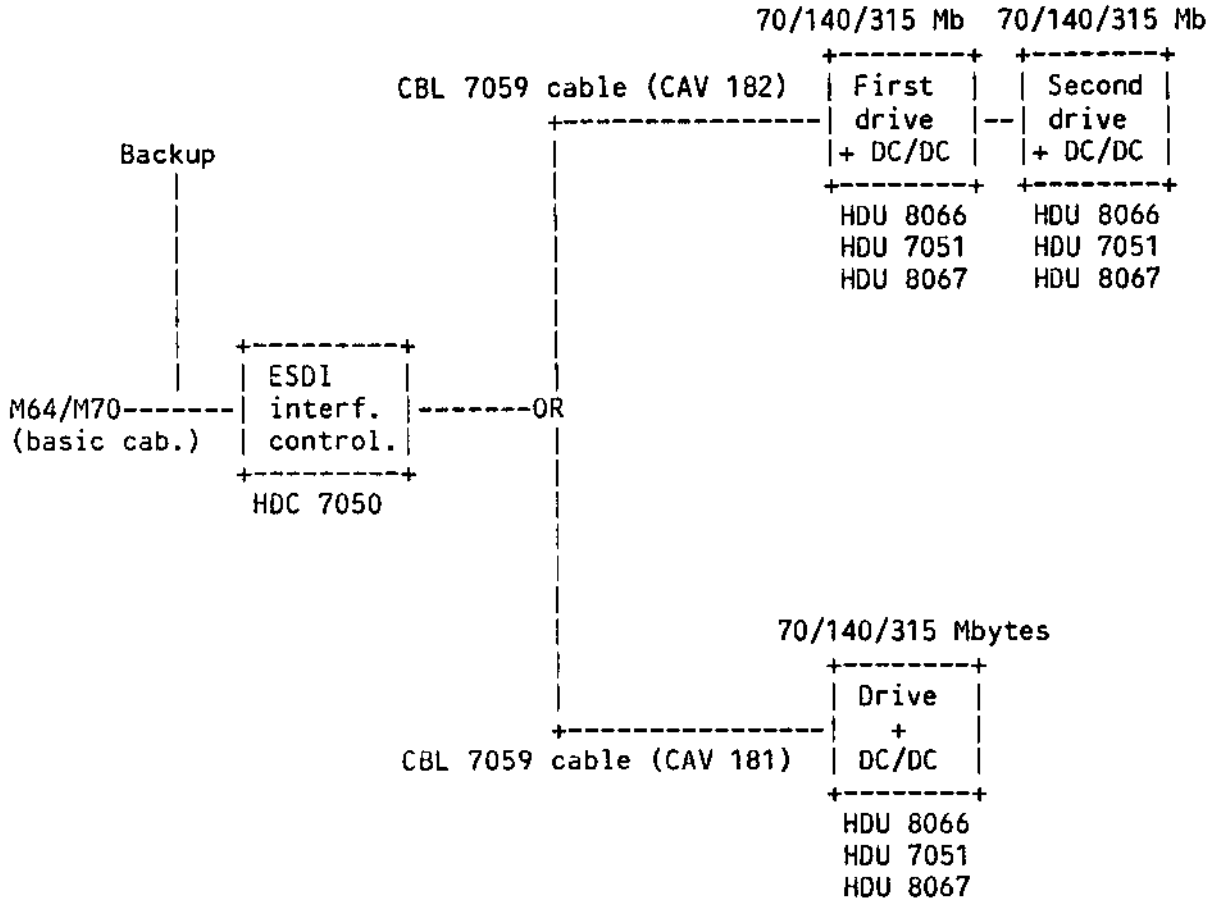 70/140/315 Mb 70/140/315 Mb
CBL 7059 cable (CAV 182)
First drive + DC/DC
Second drive + DC/DC
HDU 8066 HDU 8066
HDU 7051 HDU 7051
HDU 8067 HDU 8067
Backup
M64/M70
(basic cab.)
ESDI
interf.
control.
OR
HDC 7050
70/140/315 Mbytes
CBL 7059 cable (CAV 181)
Drive
+
DC/DC
HDU 8066
HDU 7051
HDU 8067